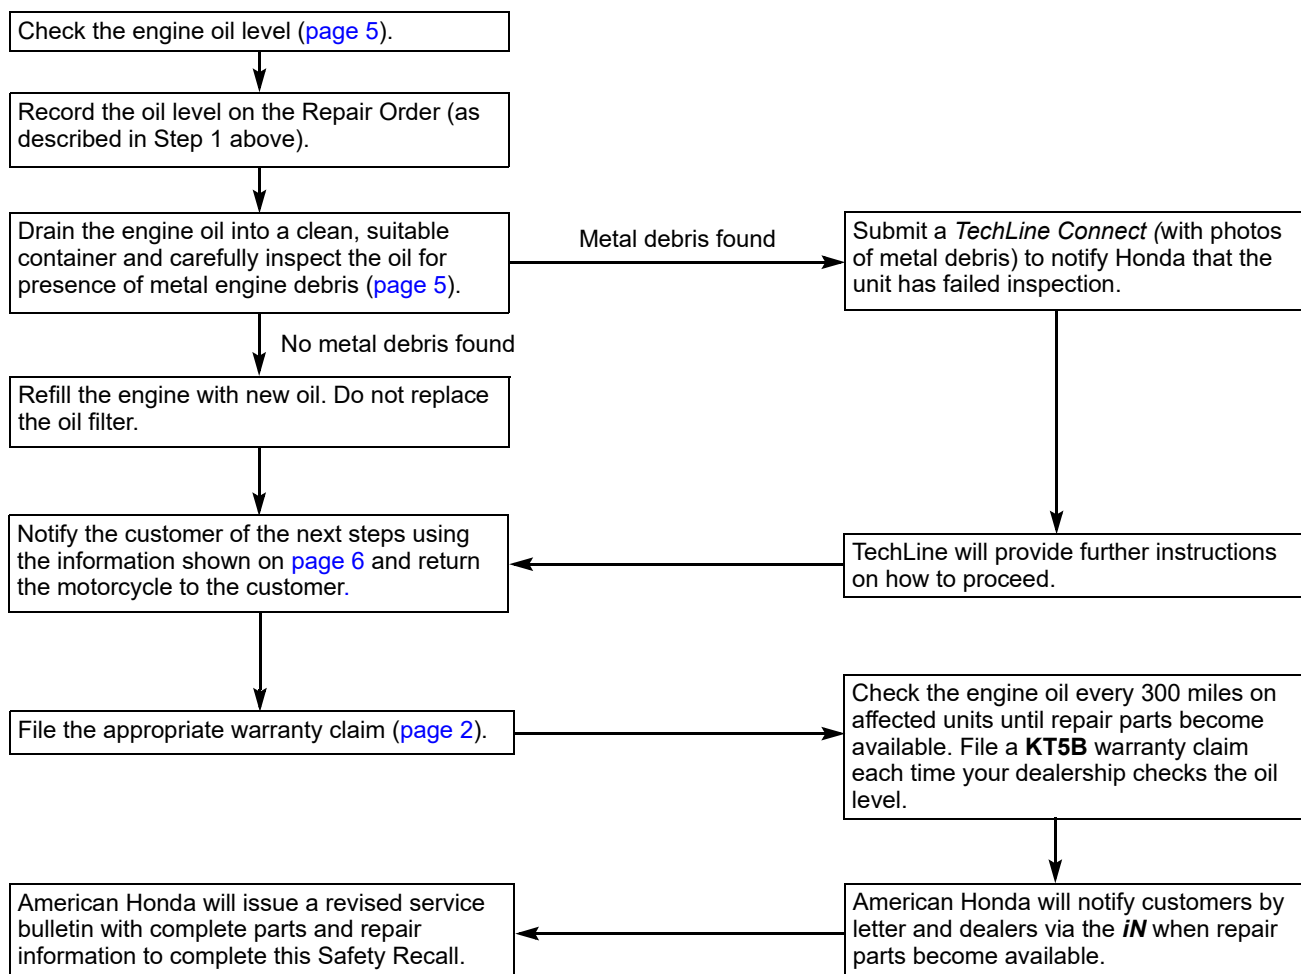 Check the engine oil level (page 5).
Record the oil level on the Repair Order (as
described in Step 1 above).
Drain the engine oil into a clean, suitable
container and carefully inspect the oil for
presence of metal engine debris (page 5).
Metal debris found
Submit a TechLine Connect (with photos
of metal debris) to notify Honda that the
unit has failed inspection.
No metal debris found
Refill the engine with new oil. Do not replace
the oil filter.
Notify the customer of the next steps using
the information shown on page 6 and return
the motorcycle to the customer.
TechLine will provide further instructions
on how to proceed.
File the appropriate warranty claim (page 2).
Check the engine oil every 300 miles on
affected units until repair parts become
available. File a KT5B warranty claim
each time your dealership checks the oil
level.
American Honda will notify customers by
letter and dealers via the iN when repair
parts become available.
American Honda will issue a revised service
bulletin with complete parts and repair
information to complete this Safety Recall.